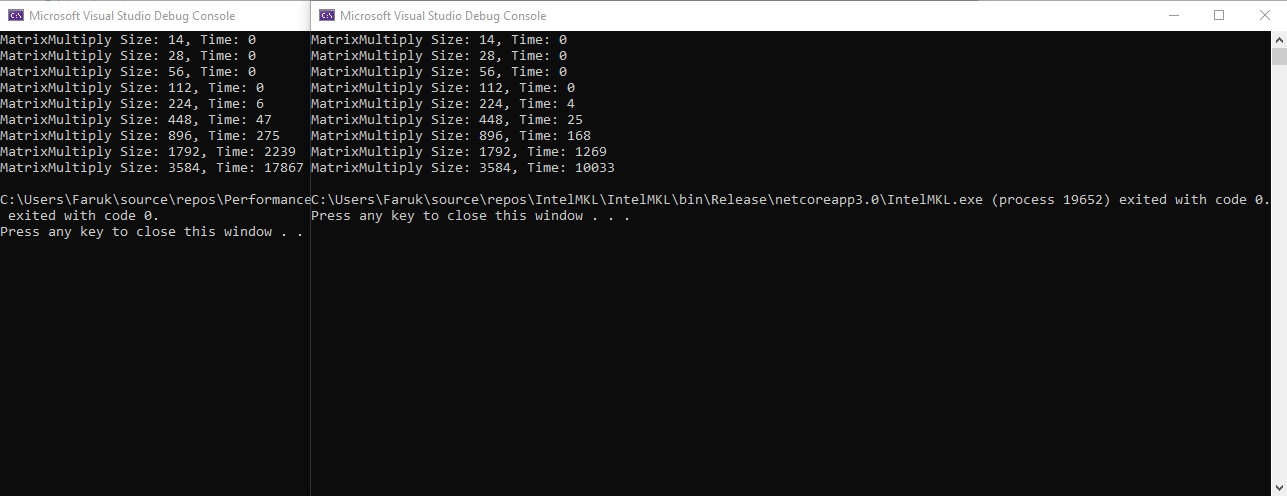 Microsoft Visual Studio Debug Console
MatrixMultiply Size: 14, Time: 0
MatrixMultiply Size: 28, Time: 0
MatrixMultiply Size: 56, Time: 0
MatrixMultiply Size: 112, Time: 0
MatrixMultiply Size: 224, Time: 6
MatrixMultiply Size: 448, Time: 47
MatrixMultiply Size: 896, Time: 275
MatrixMultiply Size: 1792, Time: 2239
MatrixMultiply Size: 3584, Time: 17867
C:\Users\Faruk\source\repos\Performance
exited with code 0.
Press any key to close this window . .
Microsoft Visual Studio Debug Console
MatrixMultiply Size: 14, Time: 0
MatrixMultiply Size: 28, Time: 0
MatrixMultiply Size: 56, Time: 0
MatrixMultiply Size: 112, Time: 0
MatrixMultiply Size: 224, Time: 4
MatrixMultiply Size: 448, Time: 25
MatrixMultiply Size: 896, Time: 168
MatrixMultiply Size: 1792, Time: 1269
MatrixMultiply Size: 3584, Time: 10033
C:\Users\Faruk\source\repos\IntelMKL\IntelMKL\bin\Release\netcoreapp3.0\IntelMKL.exe (process 19652) exited with code 0.
Press any key to close this window . . .